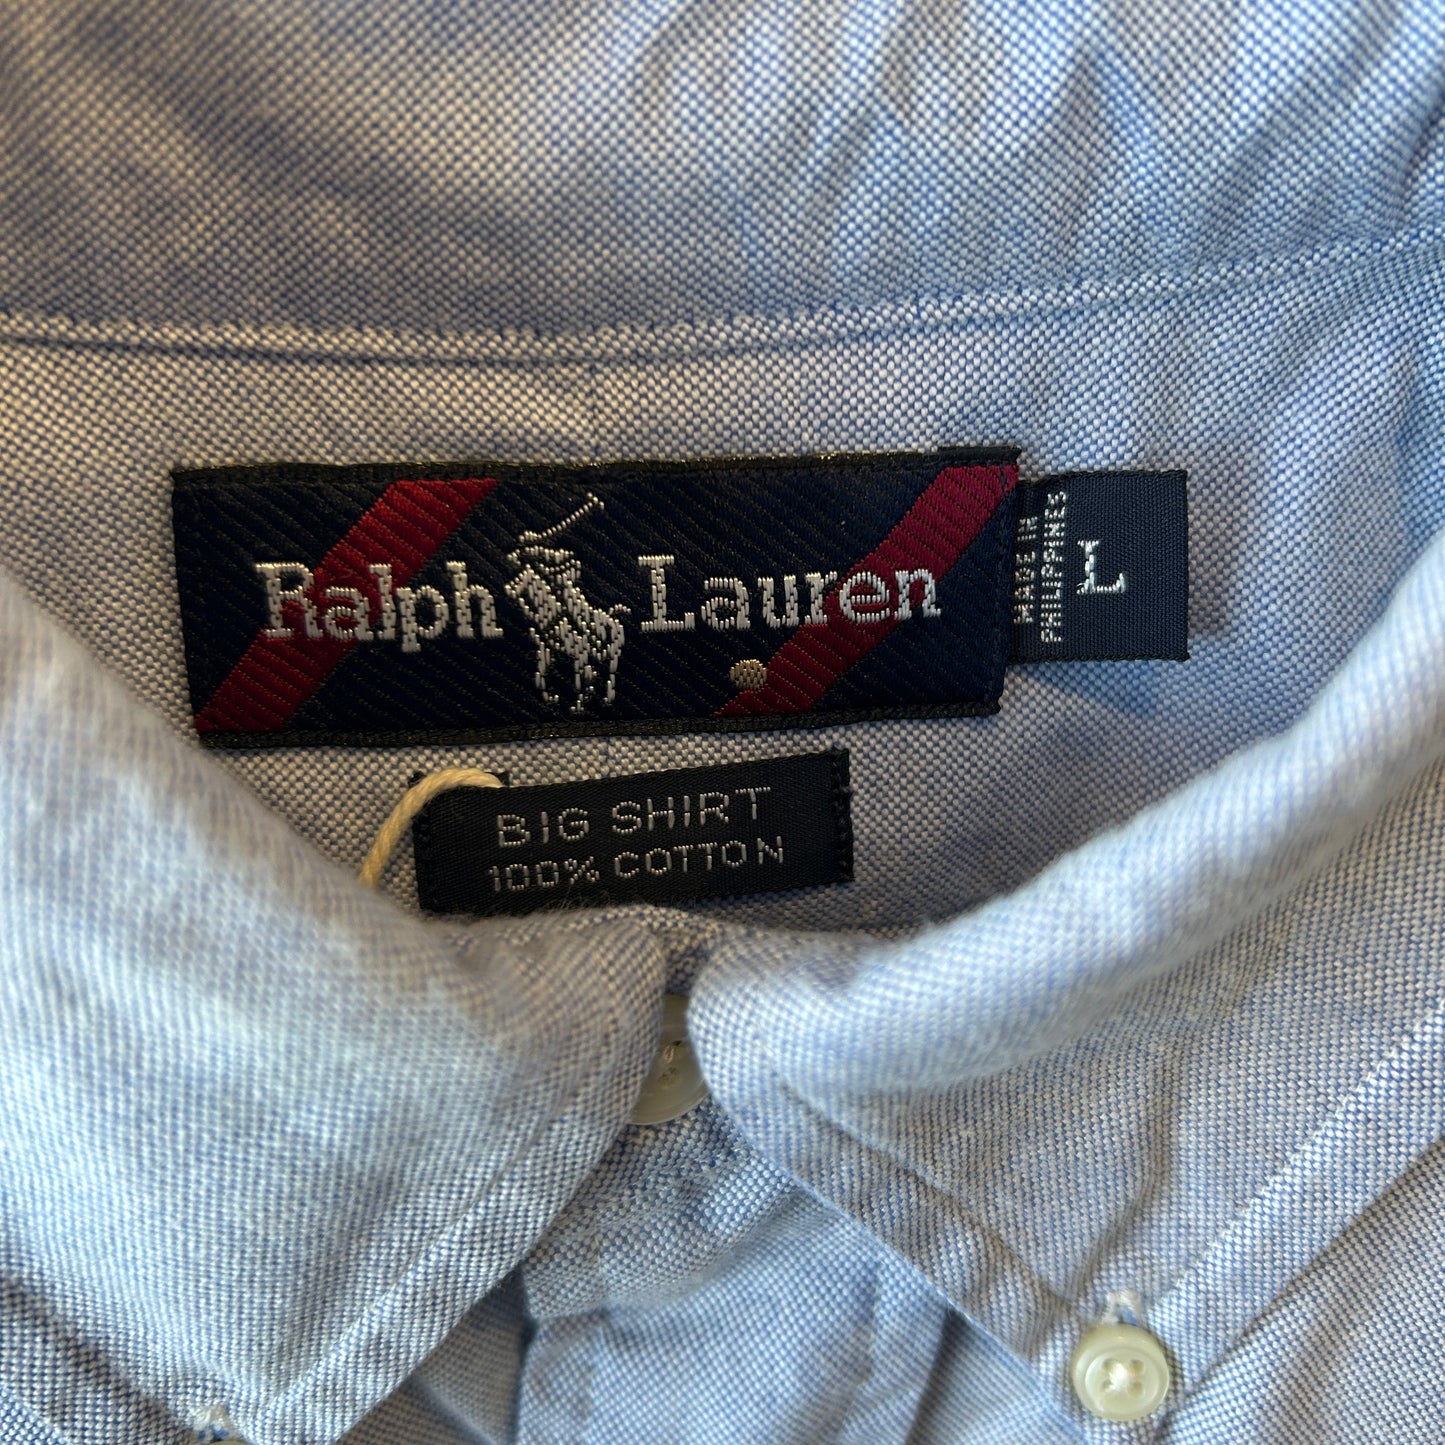 Ralph Lauren
MADE IN
PHILIPPINES
L
BIG SHIRT
100% COTTON